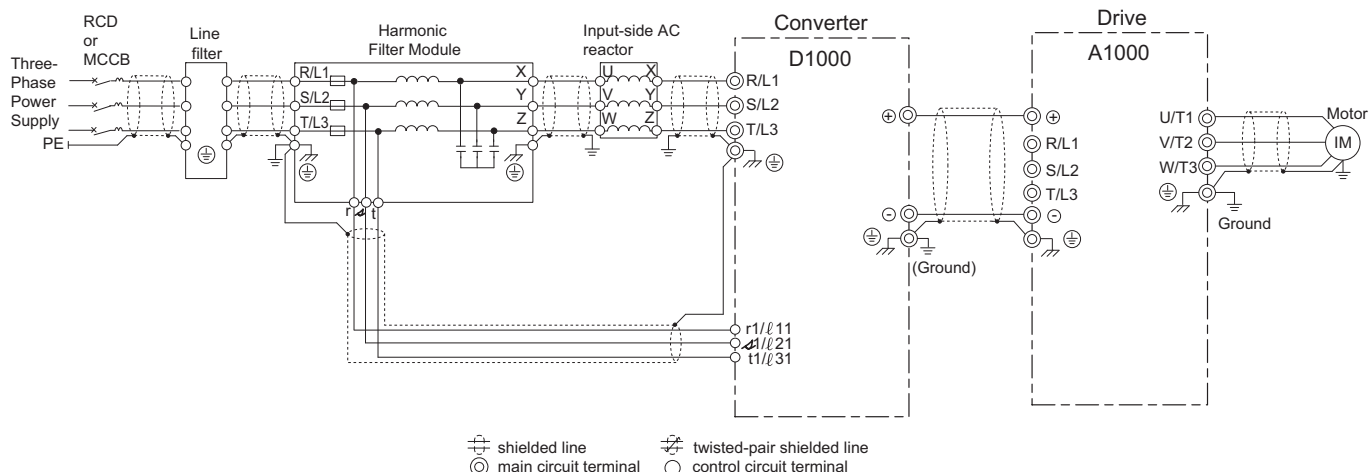 RCD
or
MCCB
Three-
Phase
Power
Supply
PE
Line
filter
Harmonic
Filter Module
R/L1
S/L2
T/L3
X
Y
Z
r
t
Input-side AC
reactor
U
X
V
Y
W
Z
Converter
D1000
R/L1
S/L2
T/L3
r1/ℓ11
1/ℓ21
t1/ℓ31
+
-
(Ground)
Drive
A1000
+
R/L1
S/L2
T/L3
-
U/T1
V/T2
W/T3
Motor
IM
Ground
shielded line
twisted-pair shielded line
main circuit terminal
control circuit terminal